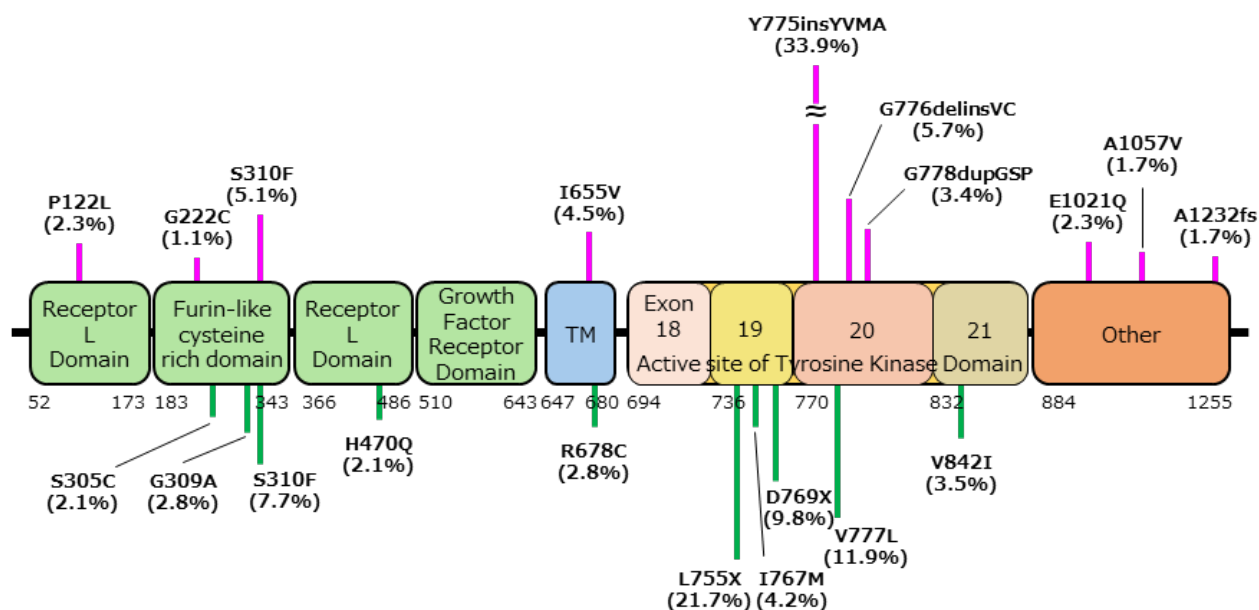 Y775insYVMA
(33.9%)
G776delinsVC
(5.7%)
A1057V
(1.7%)
S310F
(5.1%)
G778dupGSP
(3.4%)
I655V
(4.5%)
P122L
(2.3%)
G222C
(1.1%)
E1021Q
(2.3%)
A1232fs
(1.7%)
Receptor
L
Domain
Furin-like
cysteine
rich domain
Receptor
L
Domain
Growth
Factor
Receptor
Domain
TM
Exon
18
19
20
21
Active site of Tyrosine Kinase Domain
Other
52 173 183 343 366 486 510 643 647 680 694 736 770 832 884 1255
S305C
(2.1%)
G309A
(2.8%)
S310F
(7.7%)
H470Q
(2.1%)
R678C
(2.8%)
D769X
(9.8%)
V777L
(11.9%)
V842I
(3.5%)
L755X
(21.7%)
I767M
(4.2%)